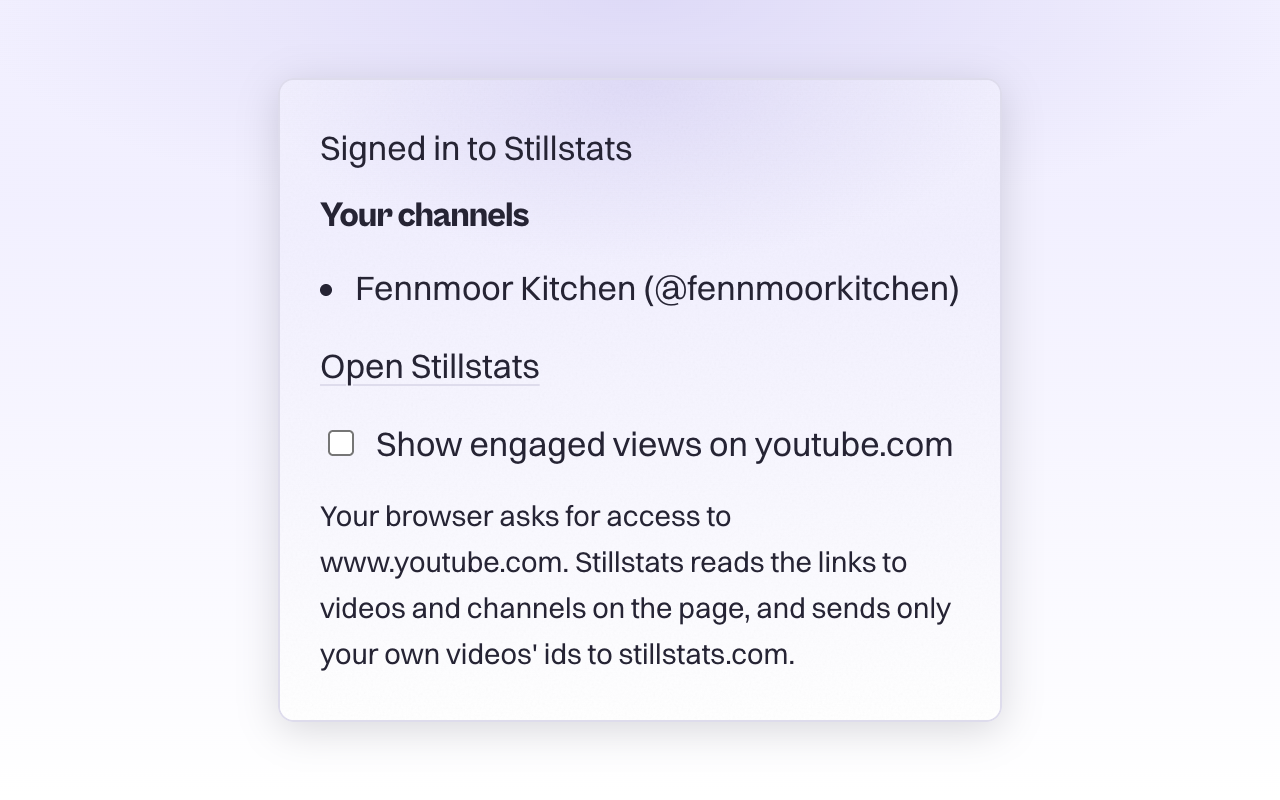 Signed in to Stillstats
Your channels
• Fennmoor Kitchen (@fennmoorkitchen)
Open Stillstats
Show engaged views on youtube.com
Your browser asks for access to
www.youtube.com. Stillstats reads the links to
videos and channels on the page, and sends only
your own videos' ids to stillstats.com.